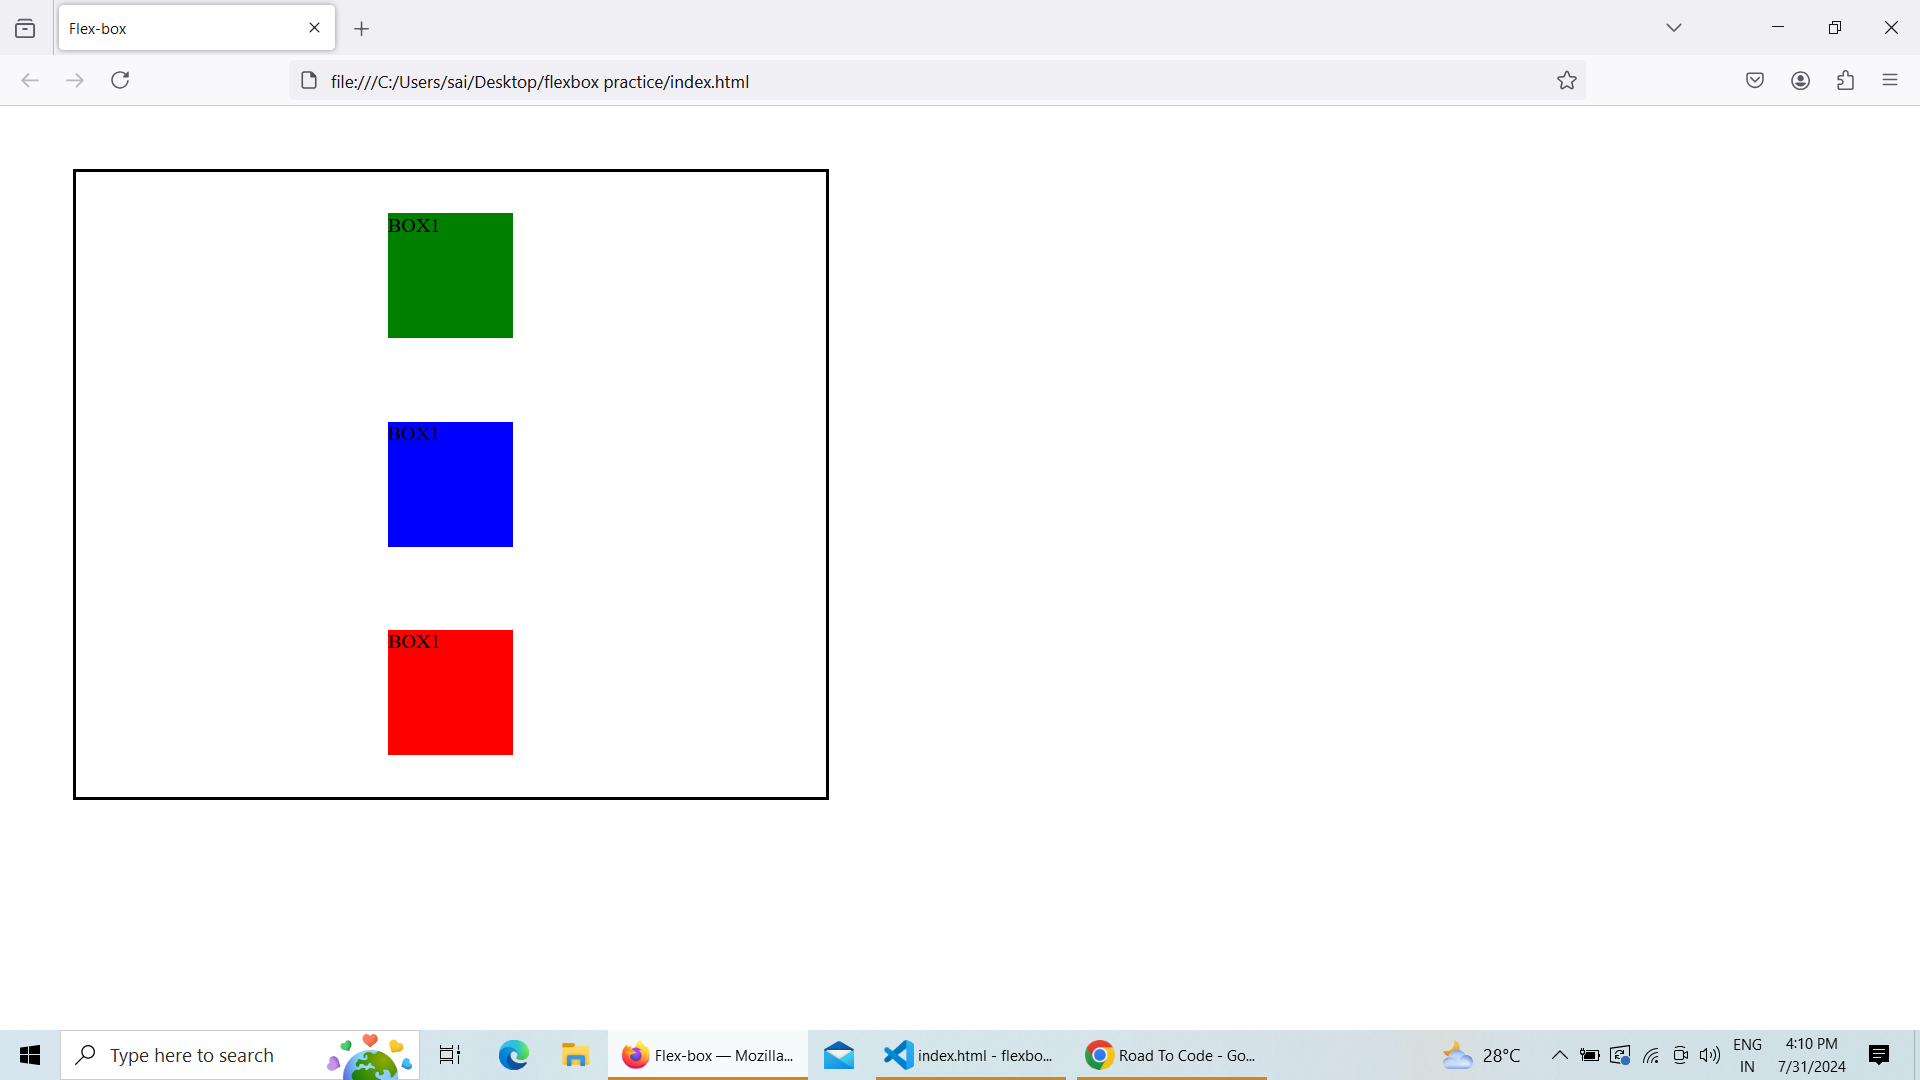 Flex-box
file:///C:/Users/sai/Desktop/flexbox practice/index.html
BOX1
BOX1
BOX1
Type here to search
Flex-box — Mozilla...
index.html - flexbo...
Road To Code - Go...
28°C
ENG
IN
4:10 PM
7/31/2024